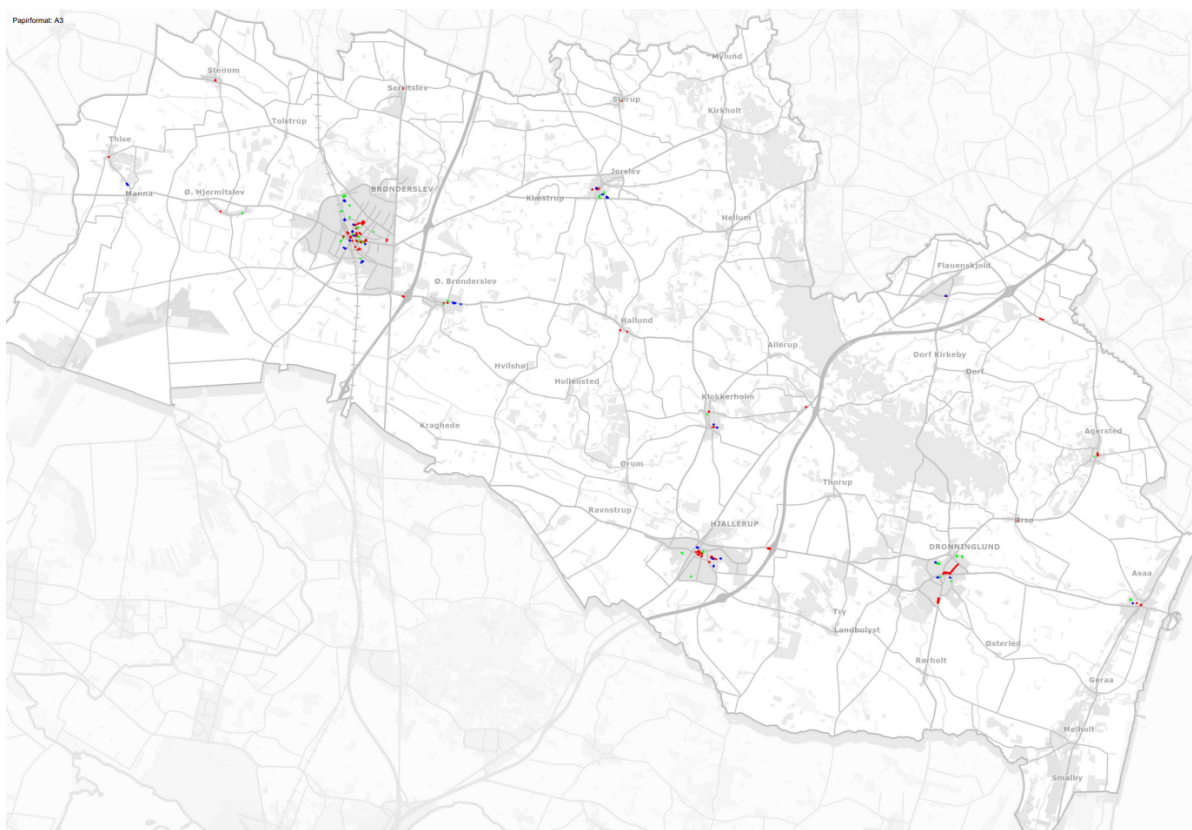 Papirformat: A3
Mylund
Stenum
Serritslev
Sterup
Kirkholt
Tolstrup
Thise
Jerslev
Manna
Ø. Hjermitslev
BRØNDERSLEV
Klæstrup
Hellum
Flauenskjold
Ø. Brønderslev
Hallund
Allerup
Dorf Kirkeby
Hvilshøj
Dorf
Hollensted
Klokkerholm
Kraghede
Agersted
Ørum
Thorup
Ravnstrup
Ørsø
HJALLERUP
DRONNINGLUND
Asaa
Try
Landbolyst
Østerled
Rørholt
Geraa
Melholt
Smalby